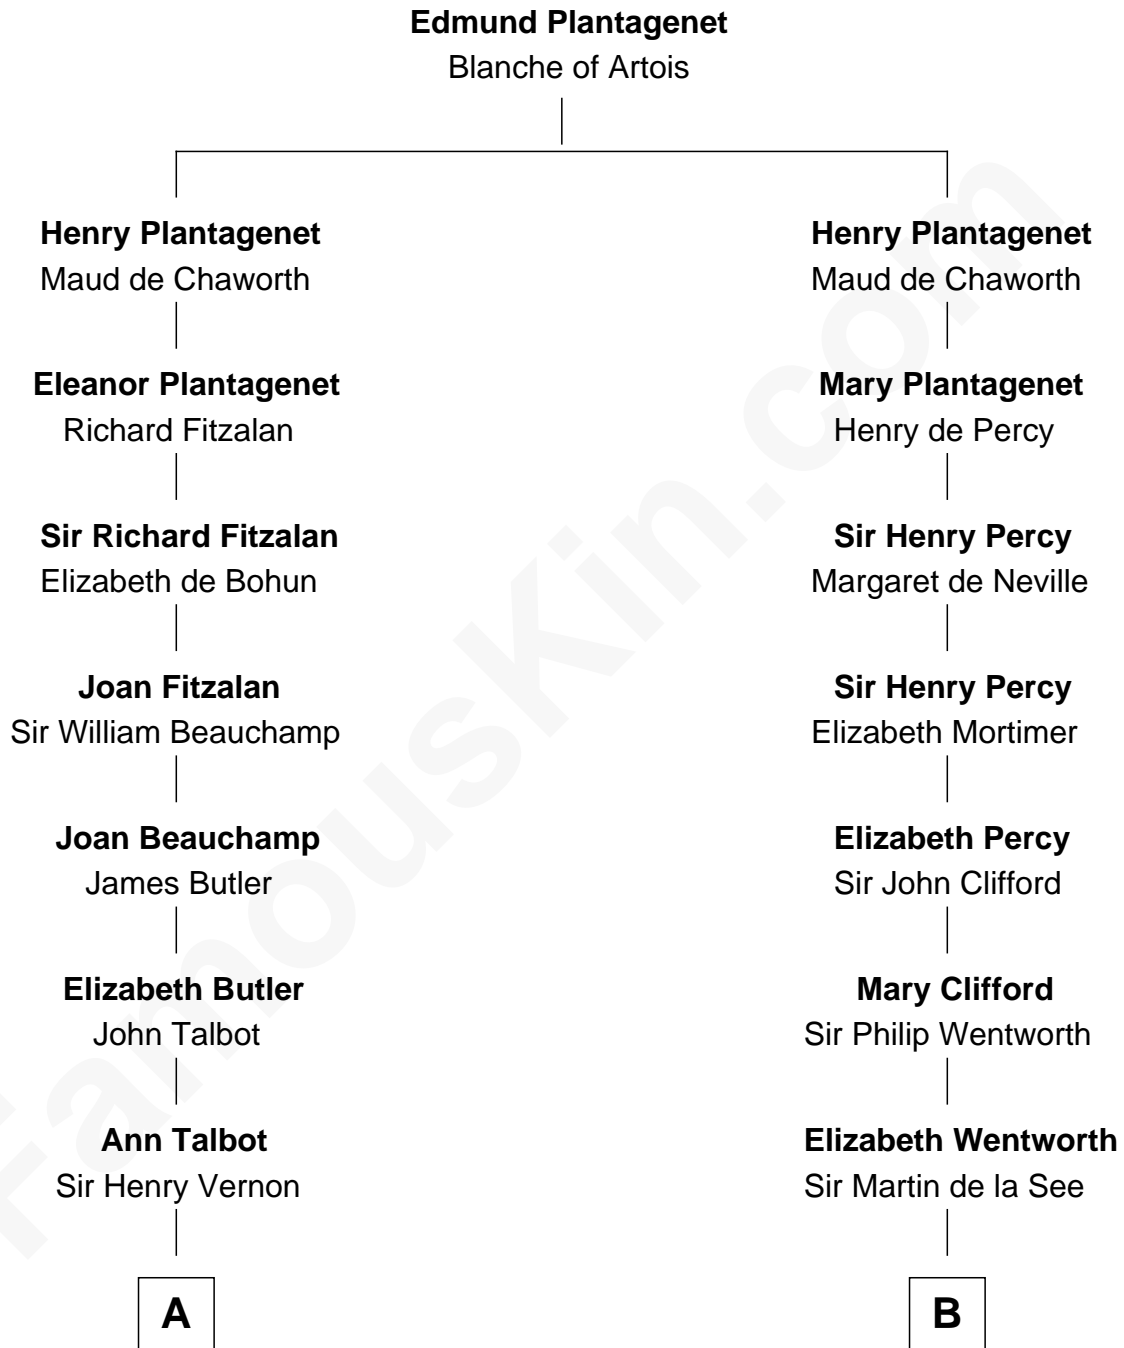 Edmund Plantagenet
Blanche of Artois
Henry Plantagenet
Maud de Chaworth
Henry Plantagenet
Maud de Chaworth
Eleanor Plantagenet
Richard Fitzalan
Mary Plantagenet
Henry de Percy
Sir Richard Fitzalan
Elizabeth de Bohun
Sir Henry Percy
Margaret de Neville
Joan Fitzalan
Sir William Beauchamp
Sir Henry Percy
Elizabeth Mortimer
Joan Beauchamp
James Butler
Elizabeth Percy
Sir John Clifford
Elizabeth Butler
John Talbot
Mary Clifford
Sir Philip Wentworth
Ann Talbot
Sir Henry Vernon
Elizabeth Wentworth
Sir Martin de la See
A
B
FamousKin.com